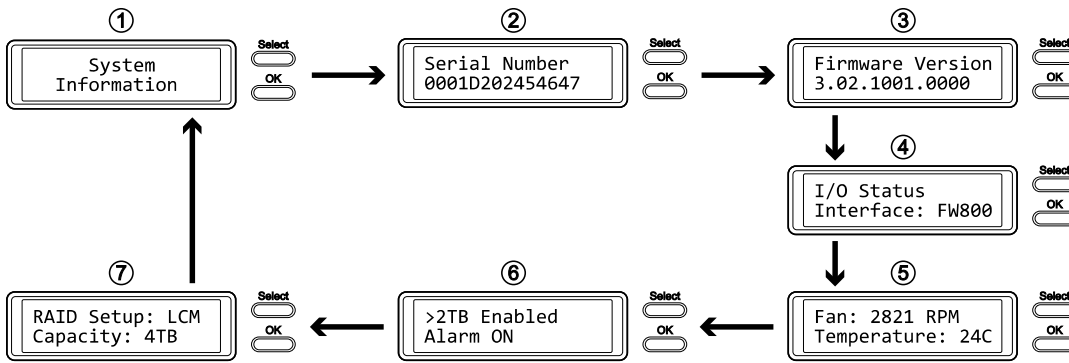 ①
System
Information
Select
OK
②
Serial Number
0001D202454647
Select
OK
③
Firmware Version
3.02.1001.0000
Select
OK
④
I/O Status
Interface: FW800
Select
OK
⑤
Fan: 2821 RPM
Temperature: 24C
Select
OK
⑥
>2TB Enabled
Alarm ON
Select
OK
⑦
RAID Setup: LCM
Capacity: 4TB
Select
OK